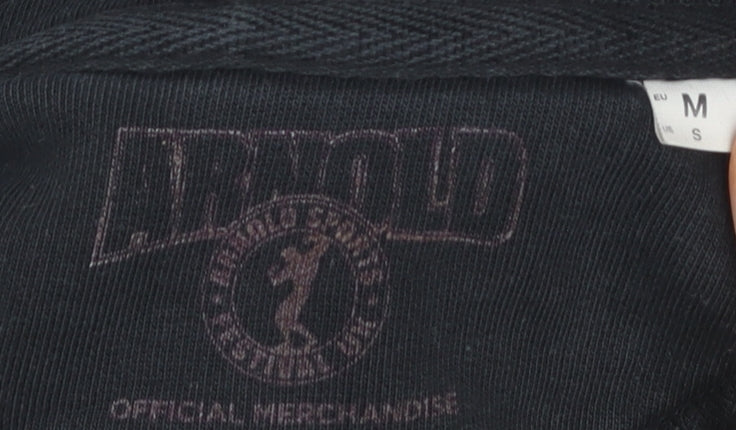 ARNOLD
ARNOLD SPORTS
FESTIVAL UK
OFFICIAL MERCHANDISE
EU M
US S